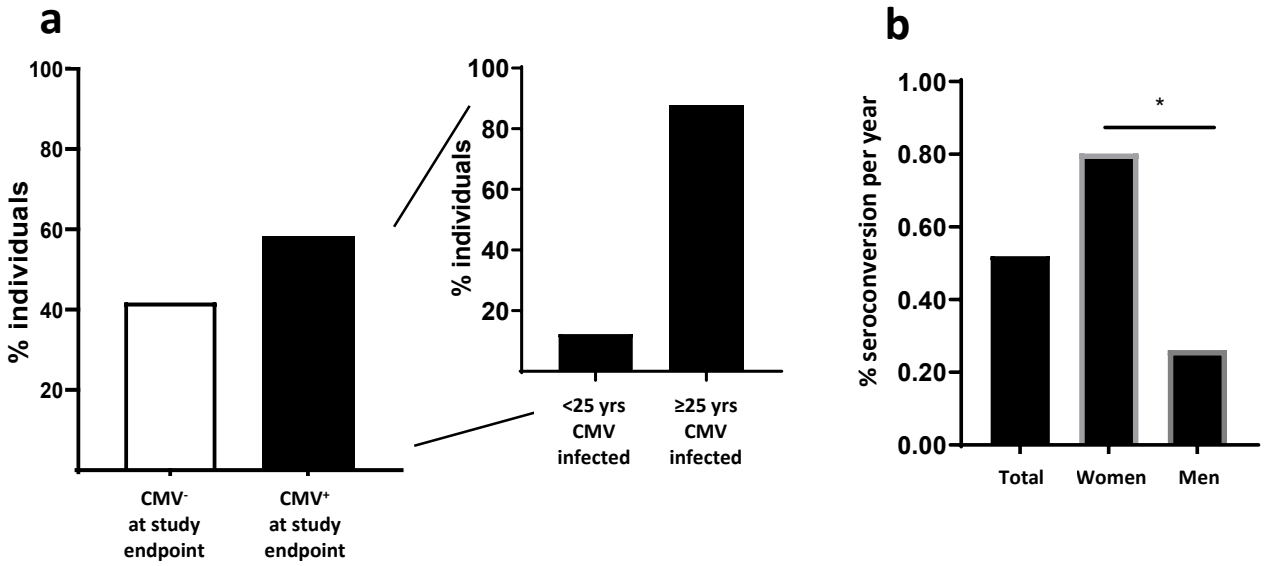 a
% individuals
100
80
60
40
20
CMV-
at study
endpoint
CMV+
at study
endpoint
% individuals
100
80
60
40
20
<25 yrs
CMV
infected
≥25 yrs
CMV
infected
b
% seroconversion per year
1.00
0.80
0.60
0.40
0.20
0.00
*
Total
Women
Men